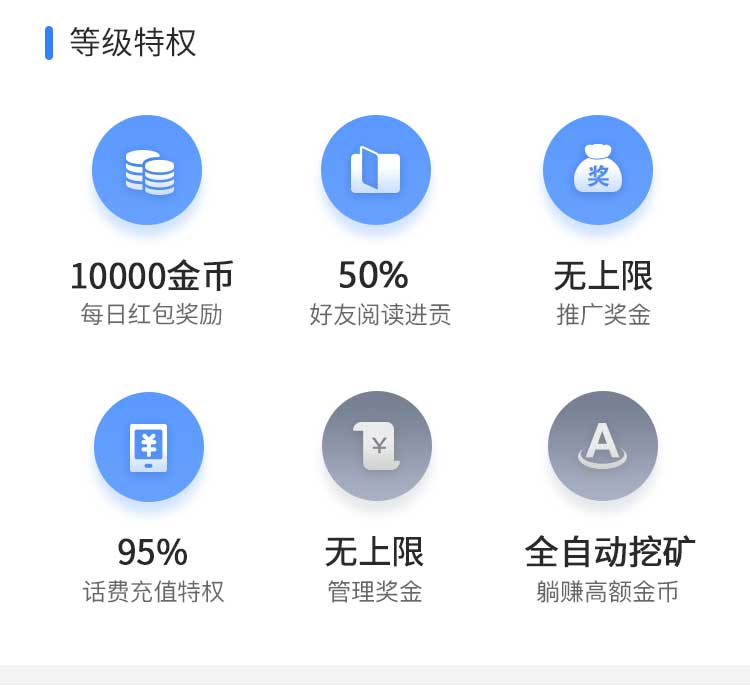 等级特权
奖
10000金币 50% 无上限
每日红包奖励 好友阅读进贡 推广奖金
¥ ¥ A
95% 无上限 全自动挖矿
话费充值特权 管理奖金 躺赚高额金币